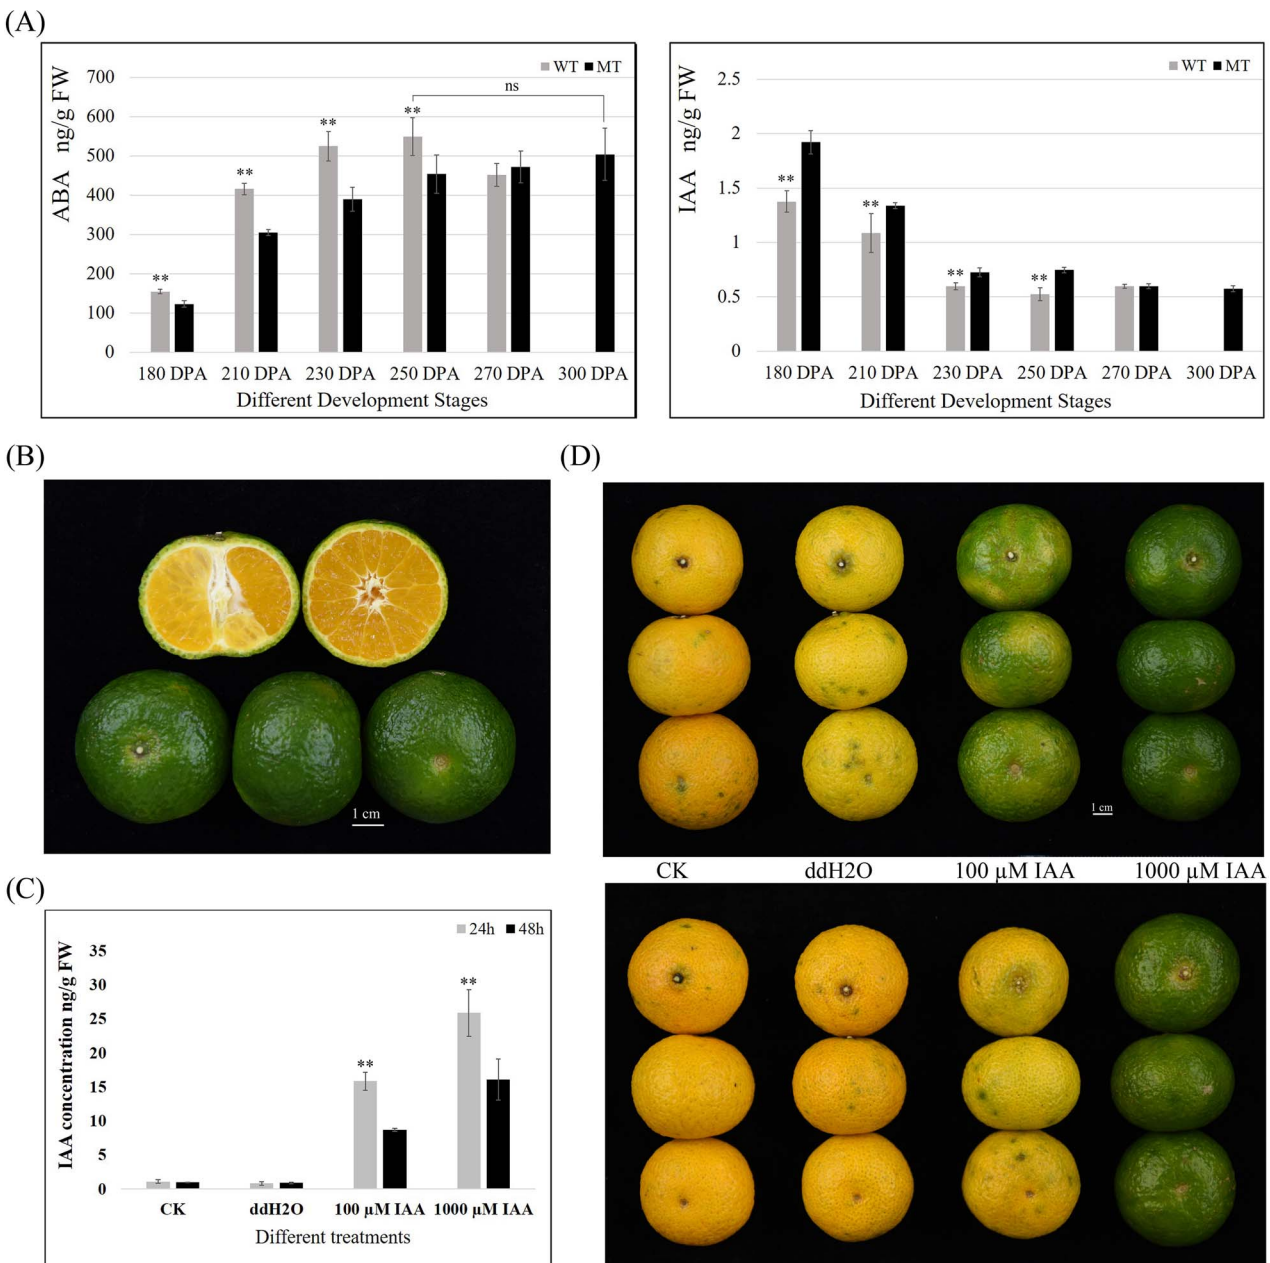 (A)
WT MT
700
600
500
400
300
200
100
0
ABA ng/g FW
** ** ** **
ns
180 DPA 210 DPA 230 DPA 250 DPA 270 DPA 300 DPA
Different Development Stages
WT MT
2.5
2
1.5
1
0.5
0
IAA ng/g FW
** ** ** **
180 DPA 210 DPA 230 DPA 250 DPA 270 DPA 300 DPA
Different Development Stages
(B)
1 cm
(C)
24h 48h
35
30
25
20
15
10
5
0
IAA concentration ng/g FW
** **
CK ddH2O 100 µM IAA 1000 µM IAA
Different treatments
(D)
1 cm
CK ddH2O 100 µM IAA 1000 µM IAA